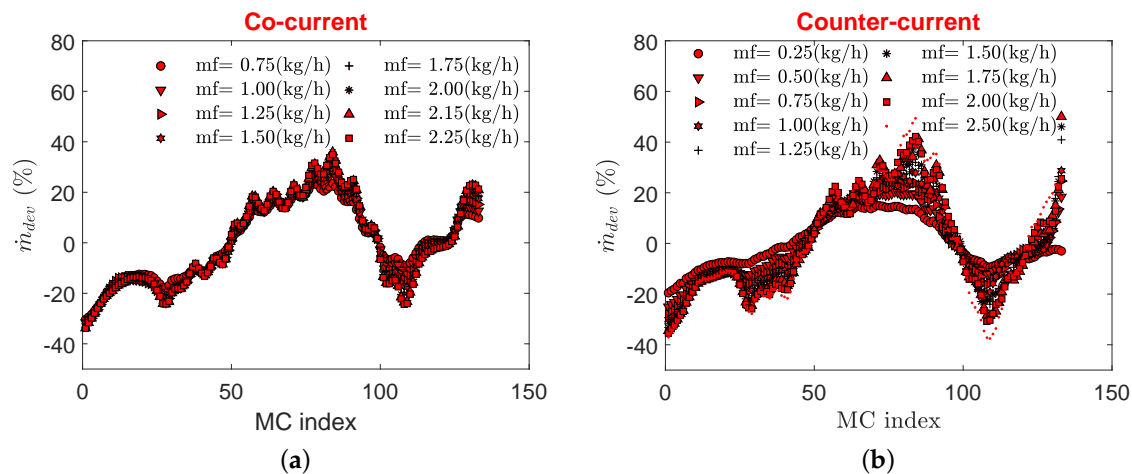 Co-current
80
60
40
20
0
-20
-40
0
50
100
150
ṁdev (%)
MC index
mf= 0.75(kg/h)
mf= 1.00(kg/h)
mf= 1.25(kg/h)
mf= 1.50(kg/h)
mf= 1.75(kg/h)
mf= 2.00(kg/h)
mf= 2.15(kg/h)
mf= 2.25(kg/h)
(a)
Counter-current
80
60
40
20
0
-20
-40
0
50
100
150
ṁdev (%)
MC index
mf= 0.25(kg/h)
mf= 0.50(kg/h)
mf= 0.75(kg/h)
mf= 1.00(kg/h)
mf= 1.25(kg/h)
mf= 1.50(kg/h)
mf= 1.75(kg/h)
mf= 2.00(kg/h)
mf= 2.50(kg/h)
(b)